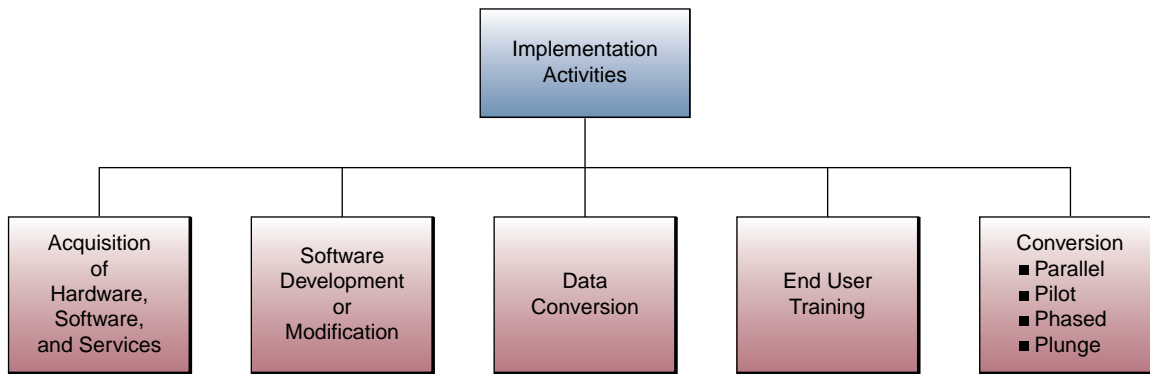 Implementation
Activities
Acquisition
of
Hardware,
Software,
and Services
Software
Development
or
Modification
Data
Conversion
End User
Training
Conversion
■ Parallel
■ Pilot
■ Phased
■ Plunge